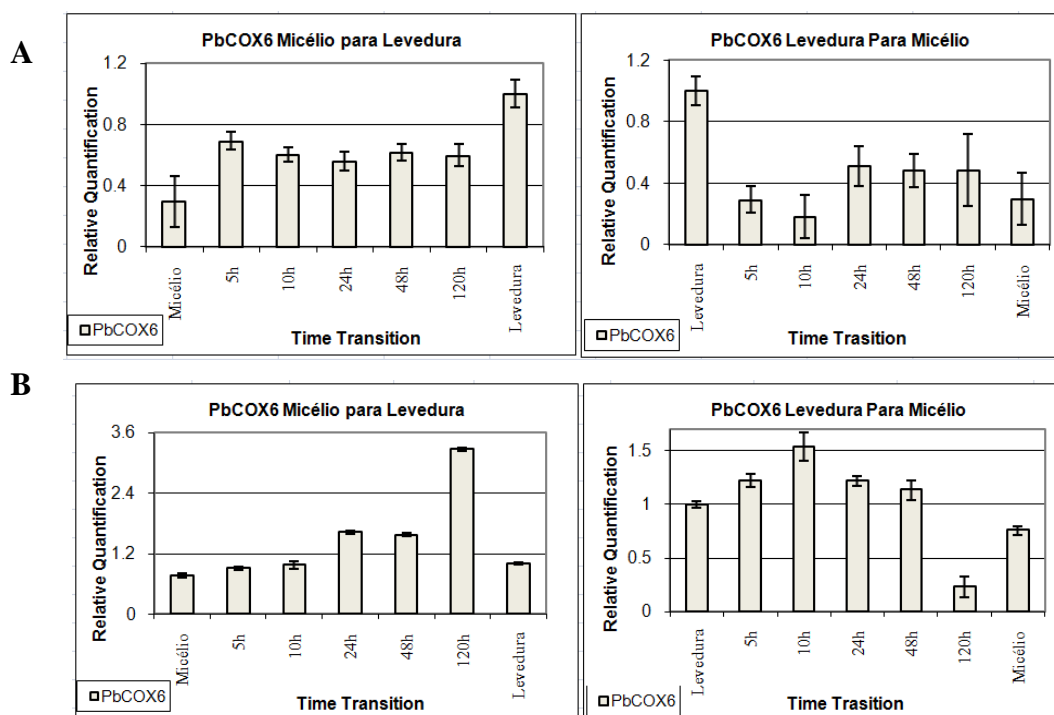 A
PbCOX6 Micélio para Levedura
Relative Quantification
1.2
0.8
0.4
0
Micélio
5h
10h
24h
48h
120h
Levedura
PbCOX6
Time Transition
PbCOX6 Levedura Para Micélio
Relative Quantification
1.2
0.8
0.4
0
Levedura
5h
10h
24h
48h
120h
Micélio
PbCOX6
Time Trasition
B
PbCOX6 Micélio para Levedura
Relative Quantification
3.6
2.4
1.2
0
Micélio
5h
10h
24h
48h
120h
Levedura
PbCOX6
Time Transition
PbCOX6 Levedura Para Micélio
Relative Quantification
1.5
1
0.5
0
Levedura
5h
10h
24h
48h
120h
Micélio
PbCOX6
Time Trasition